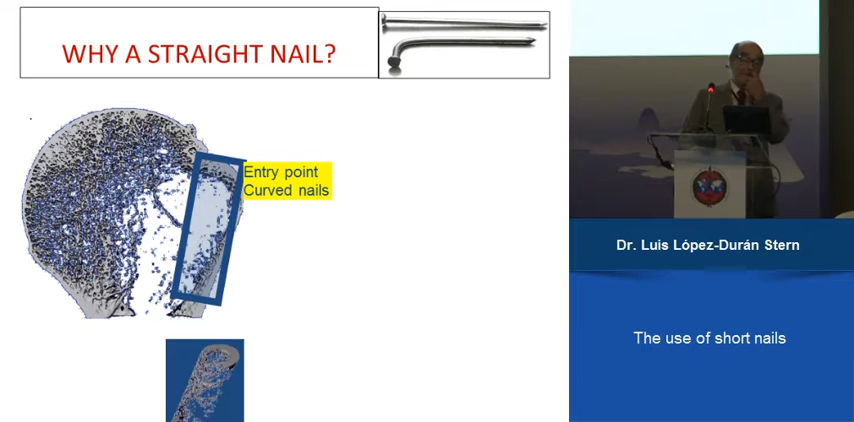 WHY A STRAIGHT NAIL?
Entry point
Curved nails
Dr. Luis López-Durán Stern
The use of short nails